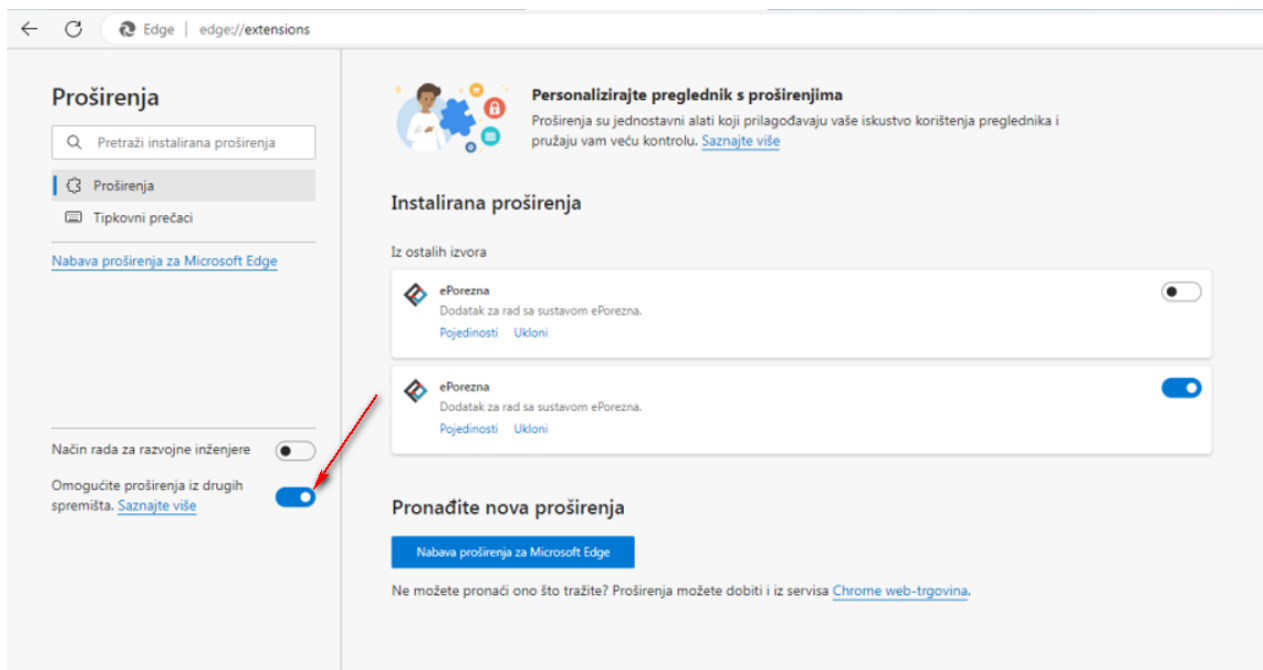 Edge | edge://extensions
Proširenja
Pretraži instalirana proširenja
Proširenja
Tipkovni prečaci
Nabava proširenja za Microsoft Edge
Način rada za razvojne inženjere
Omogućite proširenja iz drugih
spremišta. Saznajte više
Personalizirajte preglednik s proširenjima
Proširenja su jednostavni alati koji prilagođavaju vaše iskustvo korištenja preglednika i
pružaju vam veću kontrolu. Saznajte više
Instalirana proširenja
Iz ostalih izvora
ePorezna
Dodatak za rad sa sustavom ePorezna.
Pojedinosti Ukloni
ePorezna
Dodatak za rad sa sustavom ePorezna.
Pojedinosti Ukloni
Pronađite nova proširenja
Nabava proširenja za Microsoft Edge
Ne možete pronaći ono što tražite? Proširenja možete dobiti i iz servisa Chrome web-trgovina.